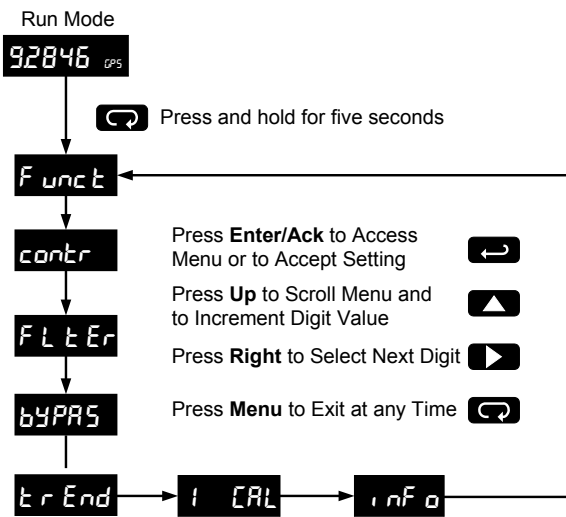 Run Mode
92846 GPS
Press and hold for five seconds
Funct
contr
Press Enter/Ack to Access
Menu or to Accept Setting
Press Up to Scroll Menu and
to Increment Digit Value
FLtEr
Press Right to Select Next Digit
bYPAS
Press Menu to Exit at any Time
trEnd
I CAL
inFo